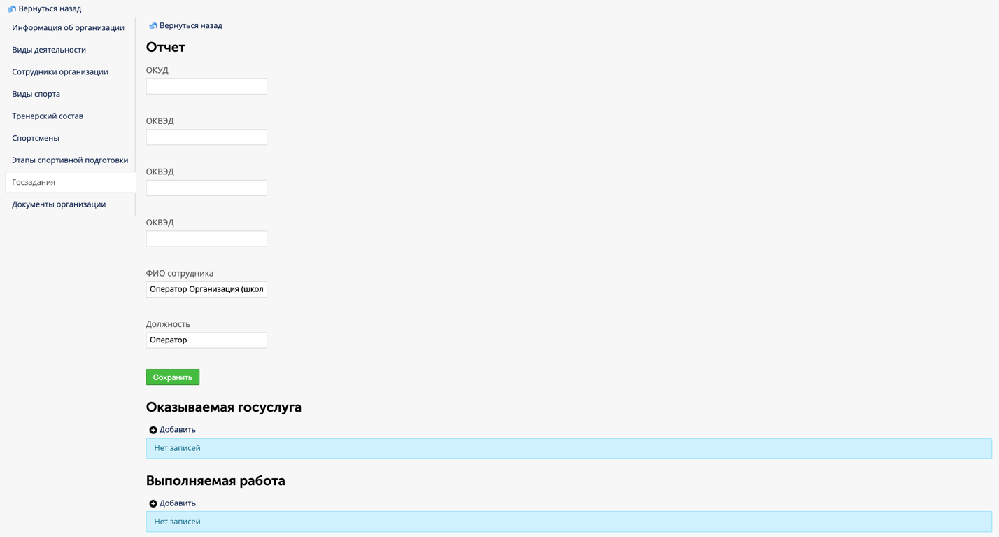 Вернуться назад
Информация об организации
Виды деятельности
Сотрудники организации
Виды спорта
Тренерский состав
Спортсмены
Этапы спортивной подготовки
Госзадания
Документы организации
Вернуться назад
Отчет
ОКУД
ОКВЭД
ОКВЭД
ОКВЭД
ФИО сотрудника
Оператор Организация (школ
Должность
Оператор
Сохранить
Оказываемая госуслуга
Добавить
Нет записей
Выполняемая работа
Добавить
Нет записей